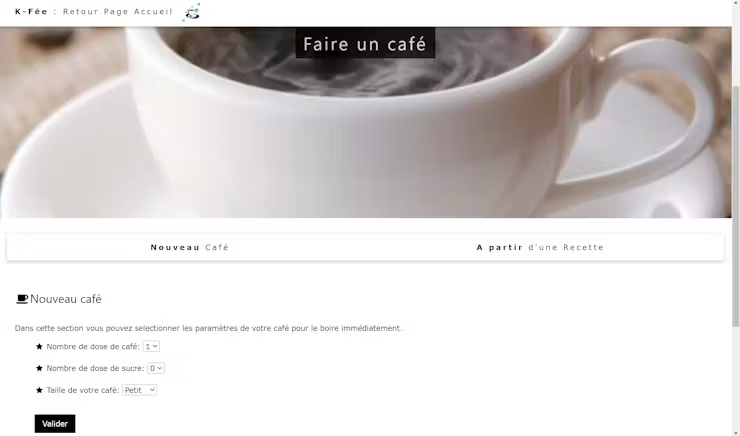 K-Fée : Retour Page Accueil
Faire un café
Nouveau Café
A partir d'une Recette
Nouveau café
Dans cette section vous pouvez selectionner les paramètres de votre café pour le boire immédiatement.
Nombre de dose de café: 1
Nombre de dose de sucre: 0
Taille de votre café: Petit
Valider